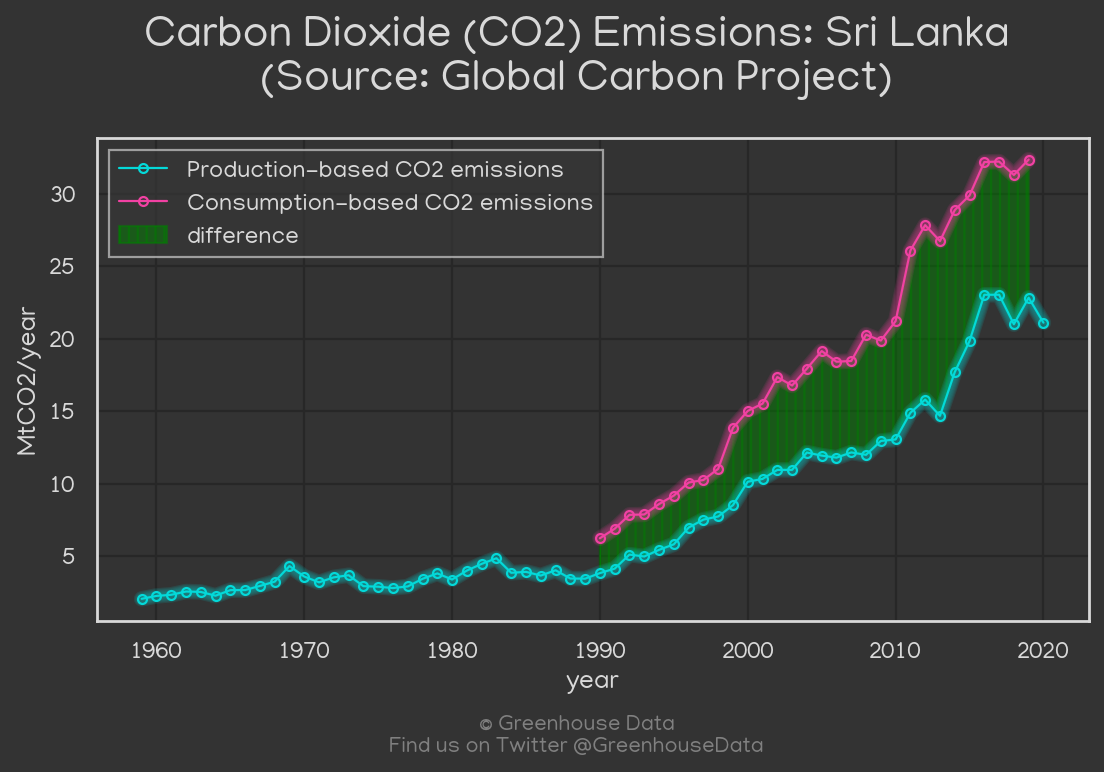 Carbon Dioxide (CO2) Emissions: Sri Lanka
(Source: Global Carbon Project)
Production-based CO2 emissions
Consumption-based CO2 emissions
difference
30
25
20
15
10
5
MtCO2/year
1960 1970 1980 1990 2000 2010 2020
year
© Greenhouse Data
Find us on Twitter @GreenhouseData